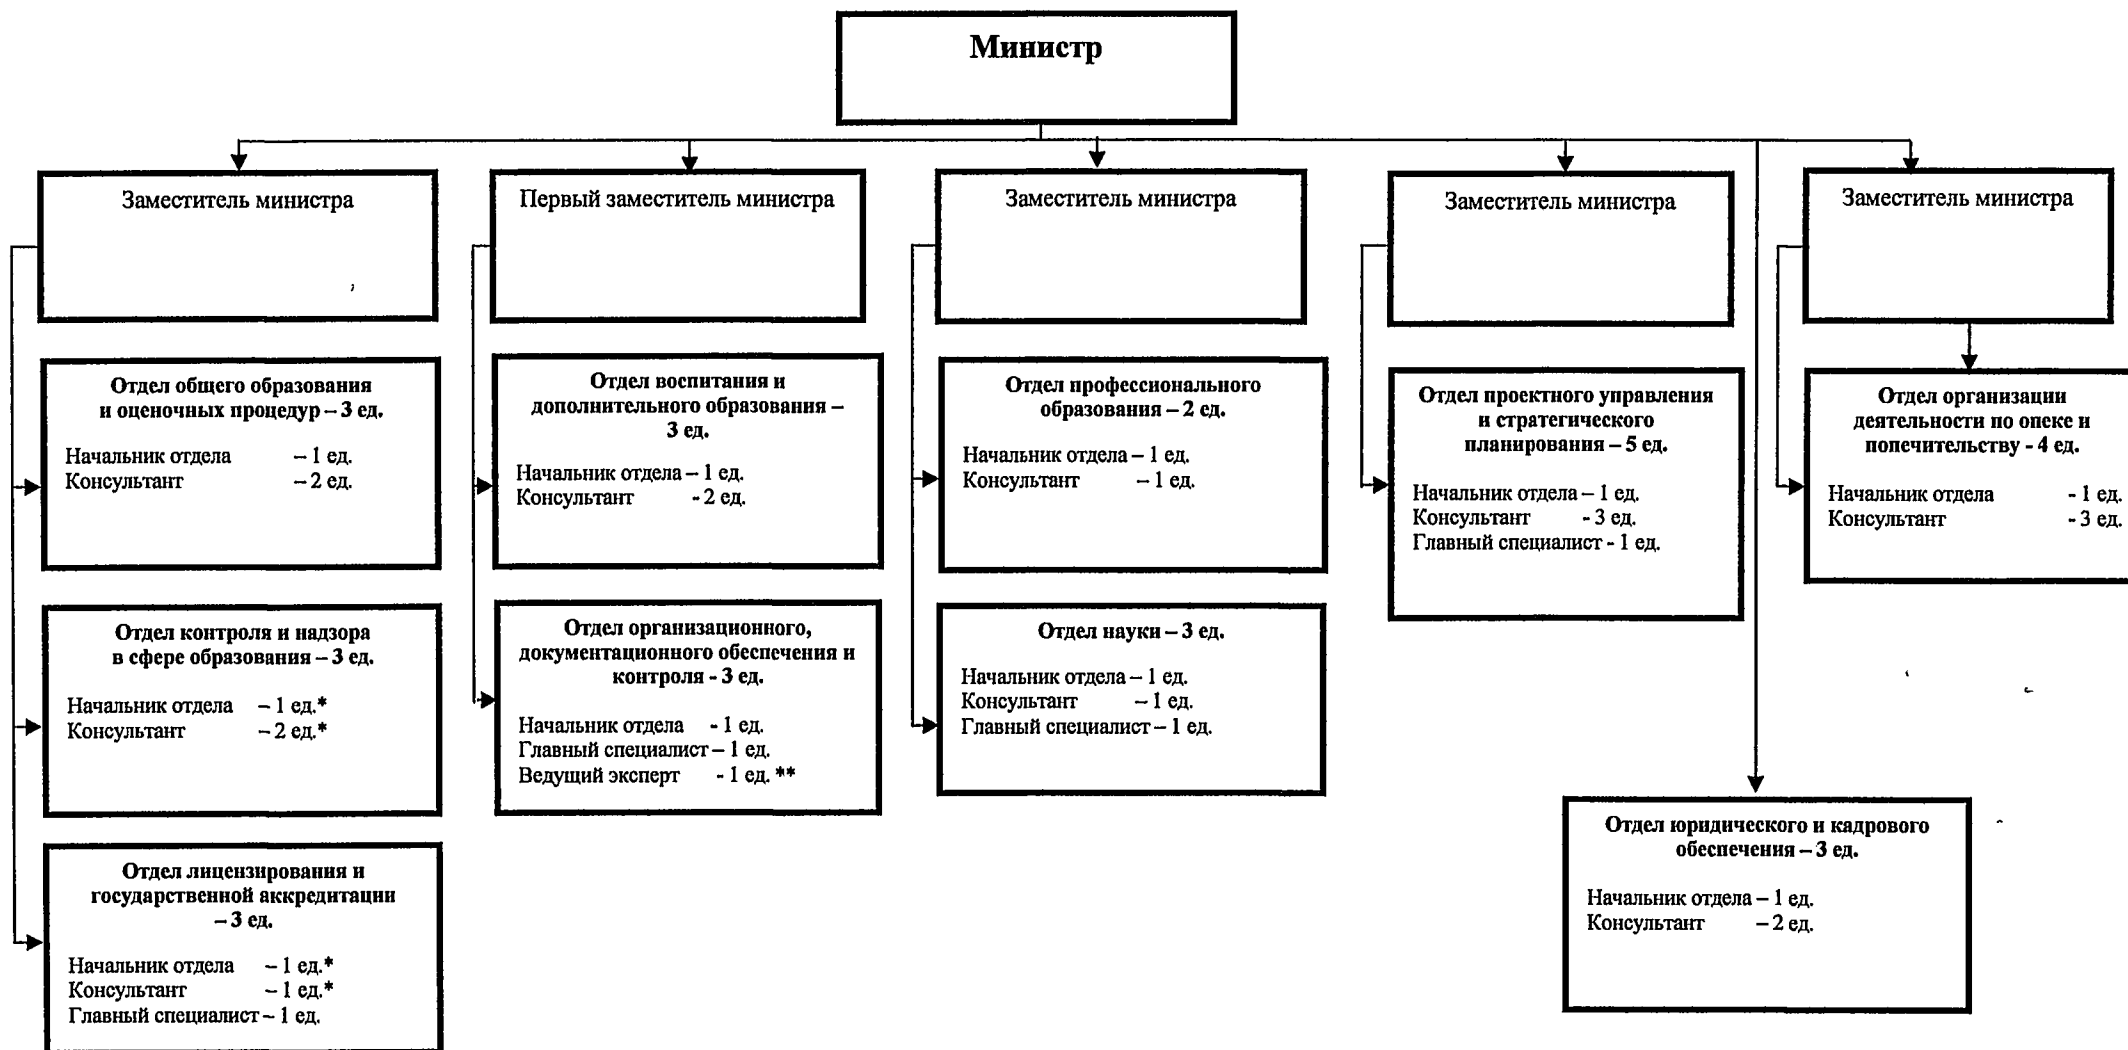 Министр
Заместитель министра
Первый заместитель министра
Заместитель министра
Заместитель министра
Заместитель министра
Отдел общего образования
и оценочных процедур – 3 ед.
Начальник отдела – 1 ед.
Консультант – 2 ед.
Отдел контроля и надзора
в сфере образования – 3 ед.
Начальник отдела – 1 ед.*
Консультант – 2 ед.*
Отдел лицензирования и
государственной аккредитации
– 3 ед.
Начальник отдела – 1 ед.*
Консультант – 1 ед.*
Главный специалист – 1 ед.
Отдел воспитания и
дополнительного образования –
3 ед.
Начальник отдела – 1 ед.
Консультант - 2 ед.
Отдел организационного,
документационного обеспечения и
контроля - 3 ед.
Начальник отдела - 1 ед.
Главный специалист – 1 ед.
Ведущий эксперт - 1 ед. **
Отдел профессионального
образования – 2 ед.
Начальник отдела – 1 ед.
Консультант – 1 ед.
Отдел науки – 3 ед.
Начальник отдела – 1 ед.
Консультант – 1 ед.
Главный специалист – 1 ед.
Отдел проектного управления
и стратегического
планирования – 5 ед.
Начальник отдела – 1 ед.
Консультант - 3 ед.
Главный специалист - 1 ед.
Отдел организации
деятельности по опеке и
попечительству - 4 ед.
Начальник отдела - 1 ед.
Консультант - 3 ед.
Отдел юридического и кадрового
обеспечения – 3 ед.
Начальник отдела – 1 ед.
Консультант – 2 ед.